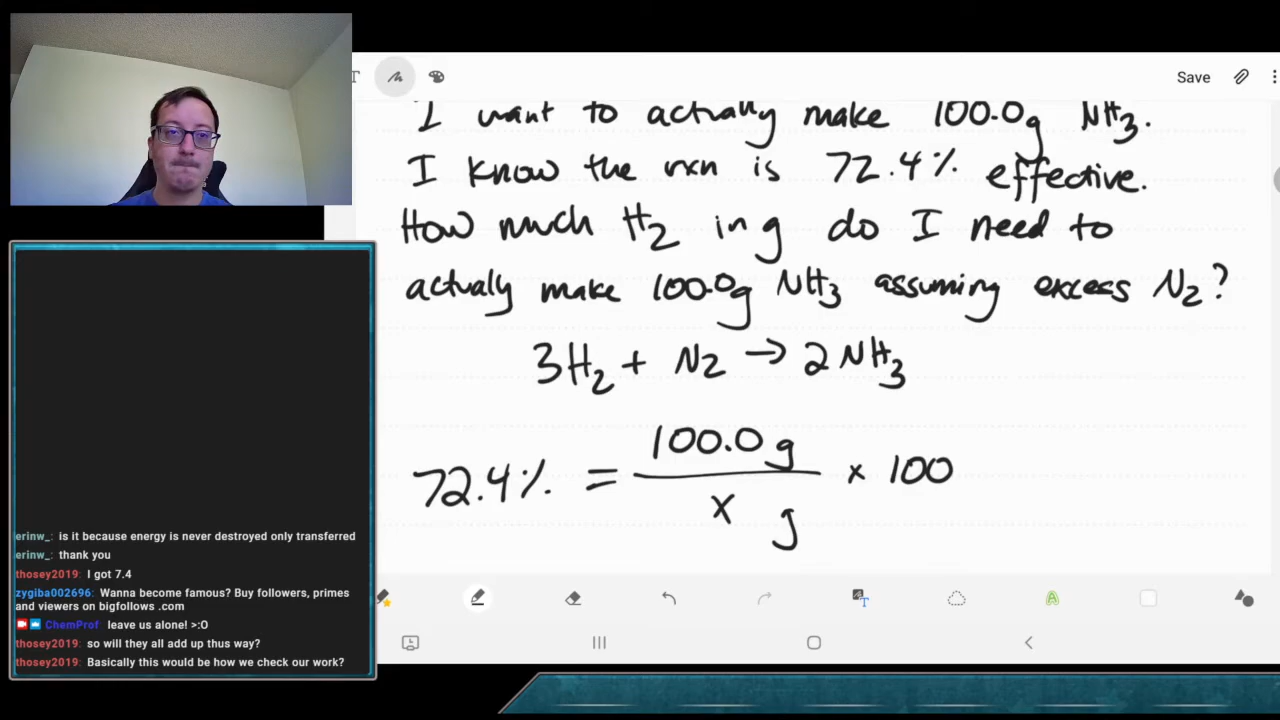 T
Save
I want to actually make 100.0g NH3.
I know the rxn is 72.4% effective.
How much H2 in g do I need to
actualy make 100.0g NH3 assuming excess N2?
3H2 + N2 → 2NH3
72.4% = 100.0 g / x g × 100
erinw_: is it because energy is never destroyed only transferred
erinw_: thank you
thosey2019: I got 7.4
zygiba002696: Wanna become famous? Buy followers, primes
and viewers on bigfollows .com
ChemProf: leave us alone! >:O
thosey2019: so will they all add up thus way?
thosey2019: Basically this would be how we check our work?
T
A